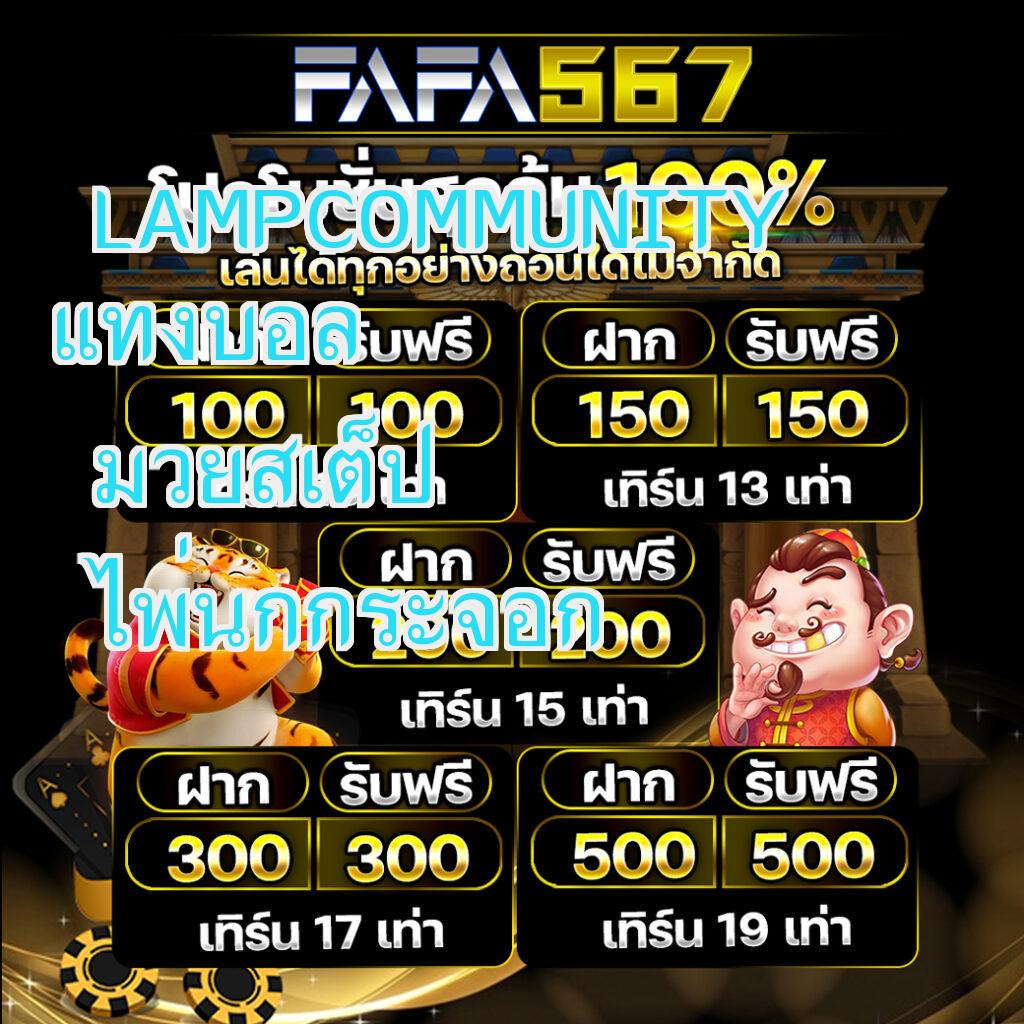 FAFA567
100%
LAMPCOMMUNITY
เล่นได้ทุกอย่างถอนได้ไม่จำกัด
แทงบอล รับฟรี ฝาก รับฟรี
100 100 150 150
มวยสเต็ป
เทิร์น 13 เท่า
ฝาก รับฟรี
ไพ่นกกระจอก
200 200
เทิร์น 15 เท่า
ฝาก รับฟรี ฝาก รับฟรี
300 300 500 500
เทิร์น 17 เท่า เทิร์น 19 เท่า